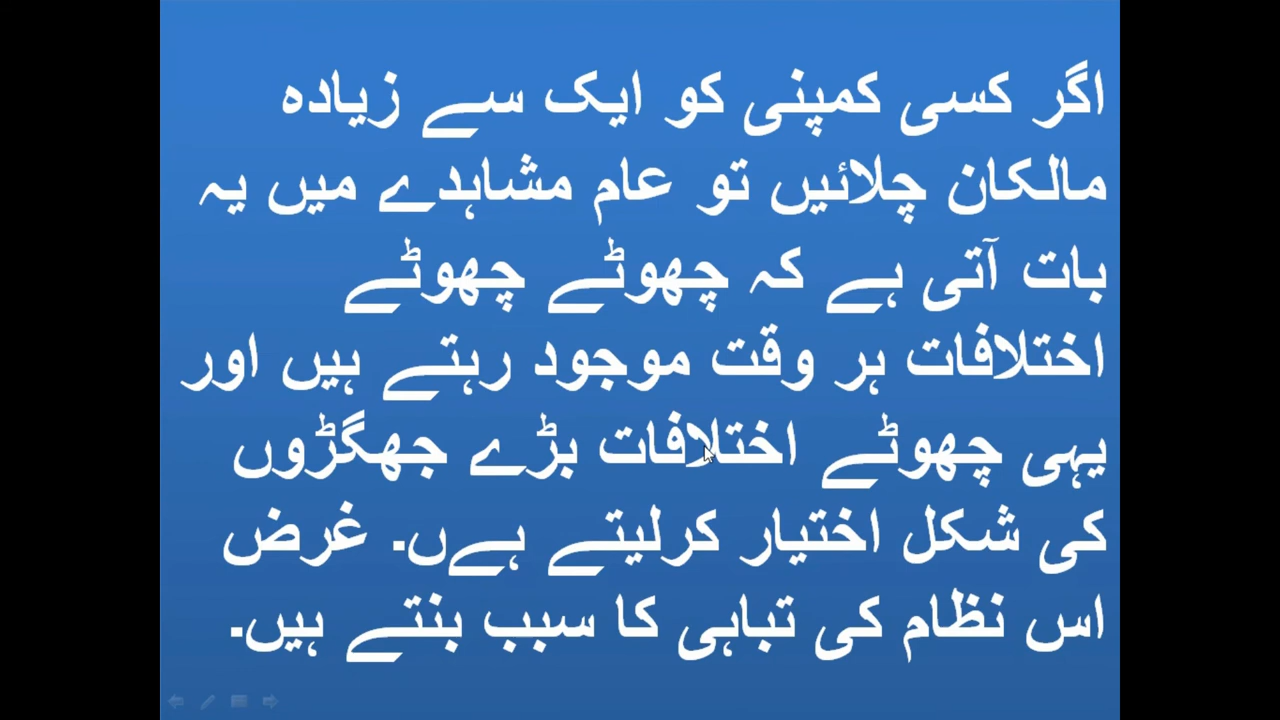 اگر کسی کمپنی کو ایک سے زیادہ
مالکان چلائیں تو عام مشاہدے میں یہ
بات آتی ہے کہ چھوٹے چھوٹے
اختلافات ہر وقت موجود رہتے ہیں اور
یہی چھوٹے اختلافات بڑے جھگڑوں
کی شکل اختیار کرلیتے ہےں۔ غرض
اس نظام کی تباہی کا سبب بنتے ہیں۔